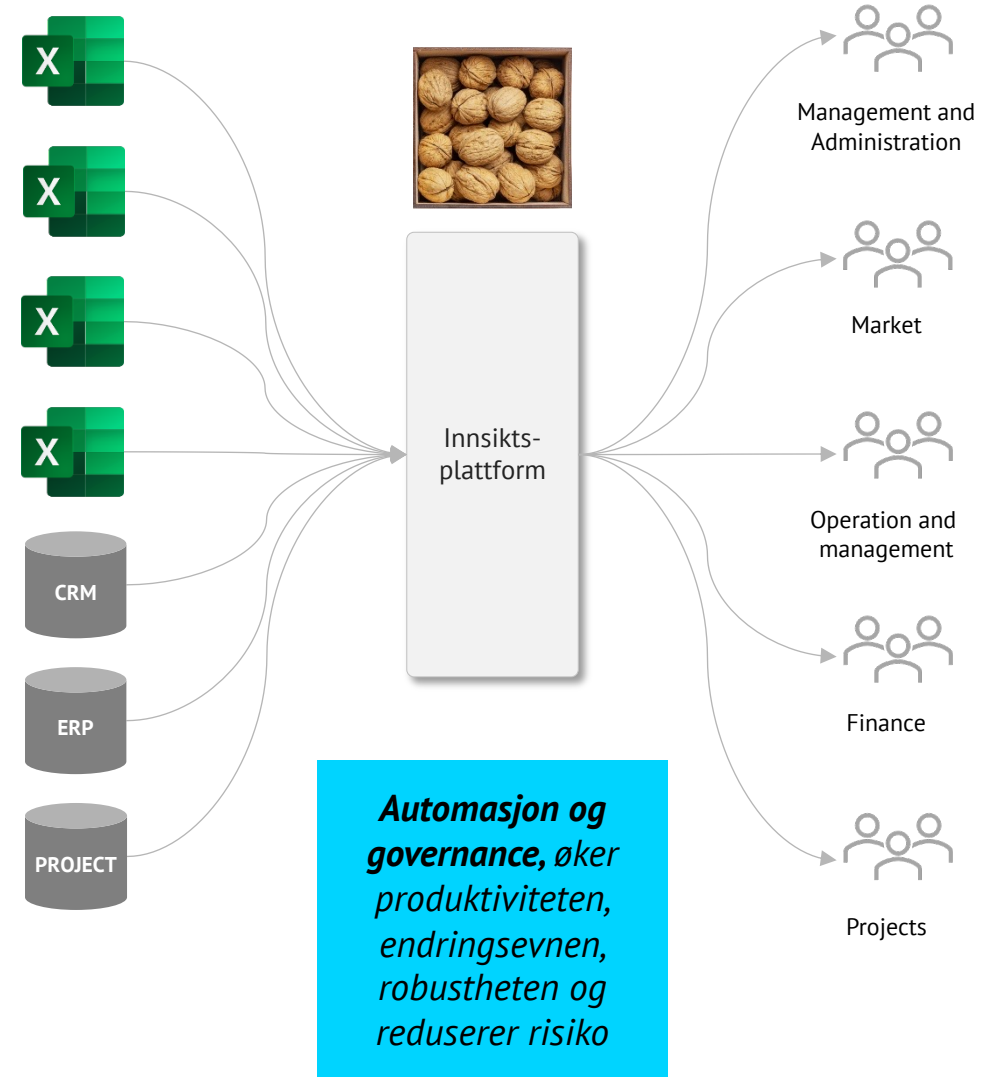 X
X
X
X
CRM
ERP
PROJECT
Innsikts-
plattform
Automasjon og
governance, øker
produktiviteten,
endringsevnen,
robustheten og
reduserer risiko
Management and
Administration
Market
Operation and
management
Finance
Projects